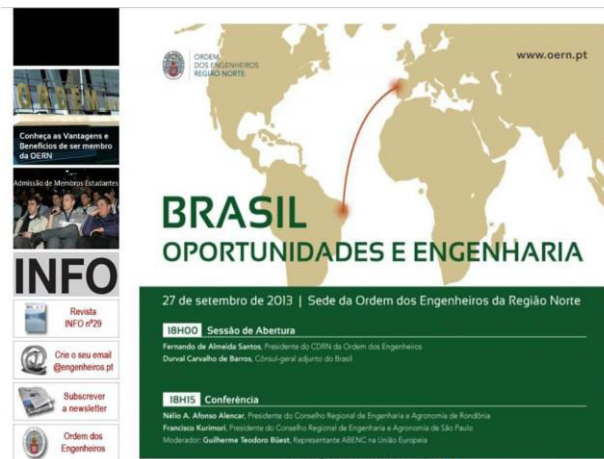 Conheça as Vantagens e
Benefícios de ser membro
da OERN
Admissão de Membros Estudantes
INFO
Revista
INFO nº29
Crie o seu email
@engenheiros.pt
Subscrever
a newsletter
Ordem dos
Engenheiros
ORDEM
DOS ENGENHEIROS
REGIÃO NORTE
www.oern.pt
BRASIL
OPORTUNIDADES E ENGENHARIA
27 de setembro de 2013 | Sede da Ordem dos Engenheiros da Região Norte
18H00 Sessão de Abertura
Fernando de Almeida Santos, Presidente do CDRN da Ordem dos Engenheiros
Durval Carvalho de Barros, Cônsul-geral adjunto do Brasil
18H15 Conferência
Nélio A. Afonso Alencar, Presidente do Conselho Regional de Engenharia e Agronomia de Rondônia
Francisco Kurimori, Presidente do Conselho Regional de Engenharia e Agronomia de São Paulo
Moderador: Guilherme Teodoro Büest, Representante ABENC na União Europeia